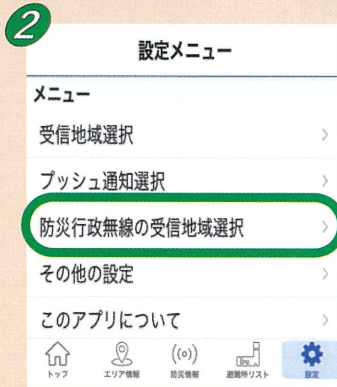 2
設定メニュー
メニュー
受信地域選択
プッシュ通知選択
防災行政無線の受信地域選択
その他の設定
このアプリについて
トップ エリア情報 防災情報 避難所リスト 設定